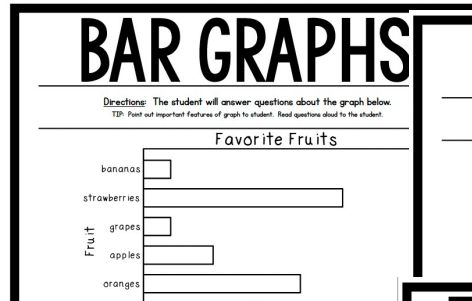 BAR GRAPHS
Directions: The student will answer questions about the graph below.
TIP: Point out important features of graph to student. Read questions aloud to the student.
Favorite Fruits
bananas
strawberries
grapes
Fruit
apples
oranges